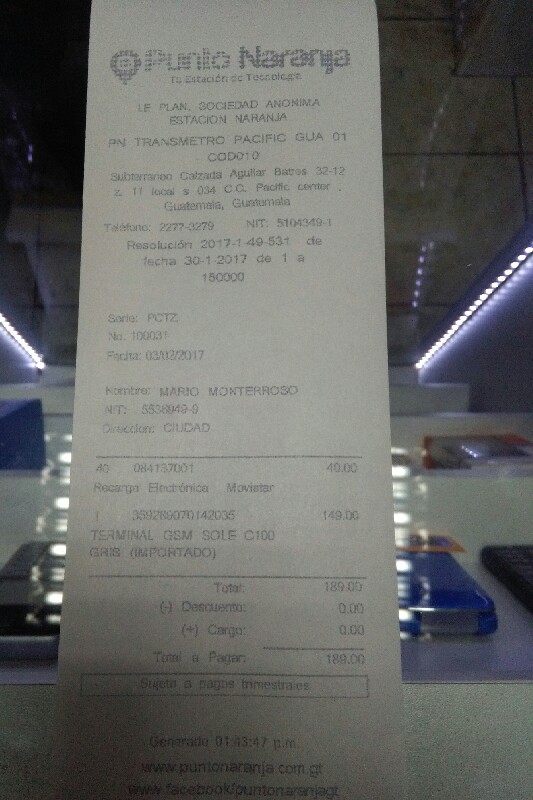 Punto Naranja
Tu Estación de Tecnología
LE PLAN, SOCIEDAD ANONIMA
ESTACION NARANJA
PN TRANSMETRO PACIFIC GUA 01
COD010
Subterraneo Calzada Aguilar Batres 32-12
z. 11 local s 034 C.C. Pacific center .
Guatemala, Guatemala
Teléfono: 2277-3279 NIT: 5104349-1
Resolución 2017-1-49-531 de
fecha 30-1-2017 de 1 a
150000
Serie: PCTZ
No. 100031
Fecha: 03/02/2017
Nombre: MARIO MONTERROSO
NIT: 5536949-9
Direccion: CIUDAD
40 084137001 40.00
Recarga Electrónica Movistar
1 359289070142035 149.00
TERMINAL GSM SOLE C100
GRIS (IMPORTADO)
Total: 189.00
(-) Descuento: 0.00
(+) Cargo: 0.00
Total a Pagar: 189.00
Sujeto a pagos trimestrales
Generado 01:43:47 p.m.
www.puntonaranja.com.gt
www.facebook/puntonaranjagt